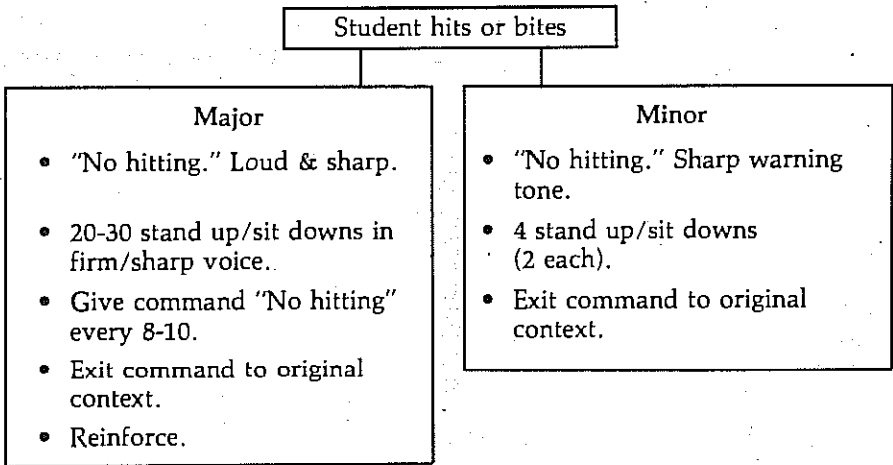 Student hits or bites
Major
• "No hitting." Loud & sharp.
• 20-30 stand up/sit downs in
firm/sharp voice.
• Give command "No hitting"
every 8-10.
• Exit command to original
context.
• Reinforce.
Minor
• "No hitting." Sharp warning
tone.
• 4 stand up/sit downs
(2 each).
• Exit command to original
context.